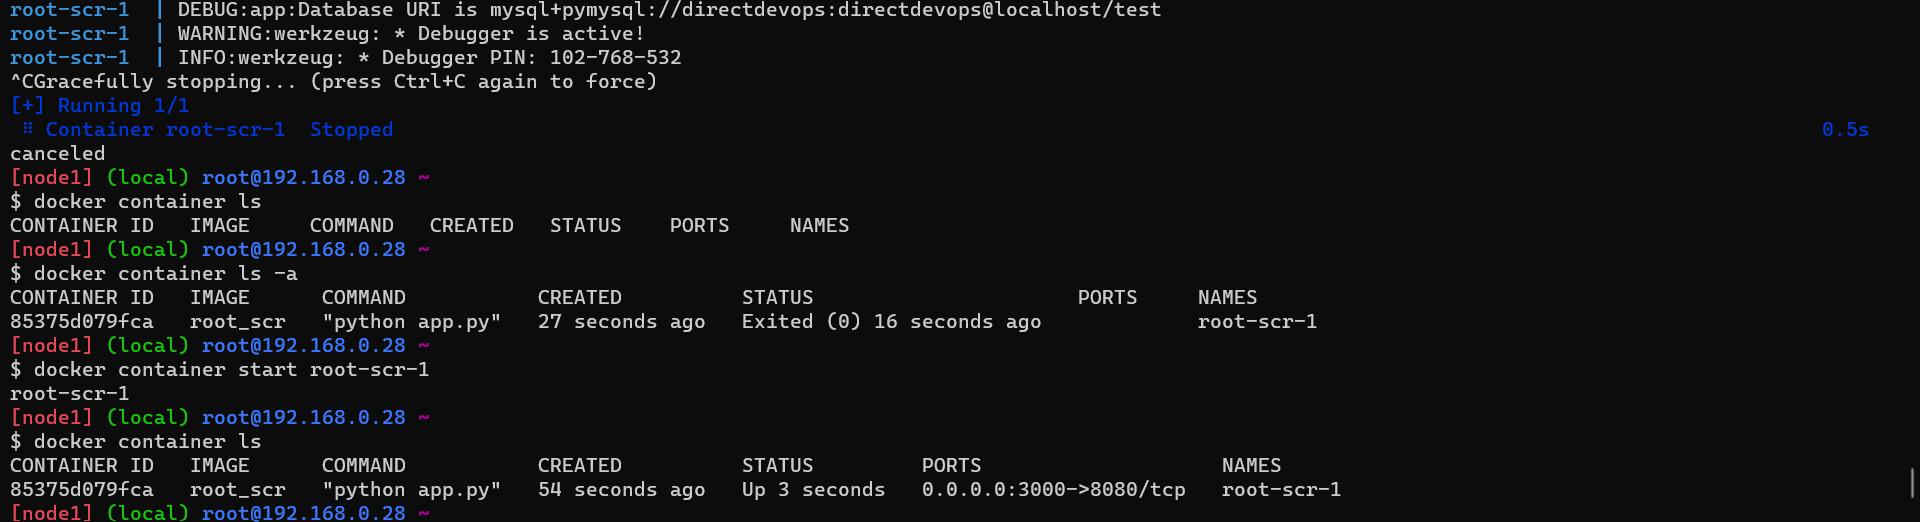 root-scr-1  | DEBUG:app:Database URI is mysql+pymysql://directdevops:directdevops@localhost/test
root-scr-1  | WARNING:werkzeug: * Debugger is active!
root-scr-1  | INFO:werkzeug: * Debugger PIN: 102-768-532
^CGracefully stopping... (press Ctrl+C again to force)
[+] Running 1/1
 ⠿ Container root-scr-1  Stopped 0.5s
canceled
[node1] (local) root@192.168.0.28 ~
$ docker container ls
CONTAINER ID   IMAGE     COMMAND   CREATED   STATUS    PORTS     NAMES
[node1] (local) root@192.168.0.28 ~
$ docker container ls -a
CONTAINER ID   IMAGE      COMMAND           CREATED          STATUS                      PORTS     NAMES
85375d079fca   root_scr   "python app.py"   27 seconds ago   Exited (0) 16 seconds ago             root-scr-1
[node1] (local) root@192.168.0.28 ~
$ docker container start root-scr-1
root-scr-1
[node1] (local) root@192.168.0.28 ~
$ docker container ls
CONTAINER ID   IMAGE      COMMAND           CREATED          STATUS         PORTS                    NAMES
85375d079fca   root_scr   "python app.py"   54 seconds ago   Up 3 seconds   0.0.0.0:3000->8080/tcp   root-scr-1
[node1] (local) root@192.168.0.28 ~